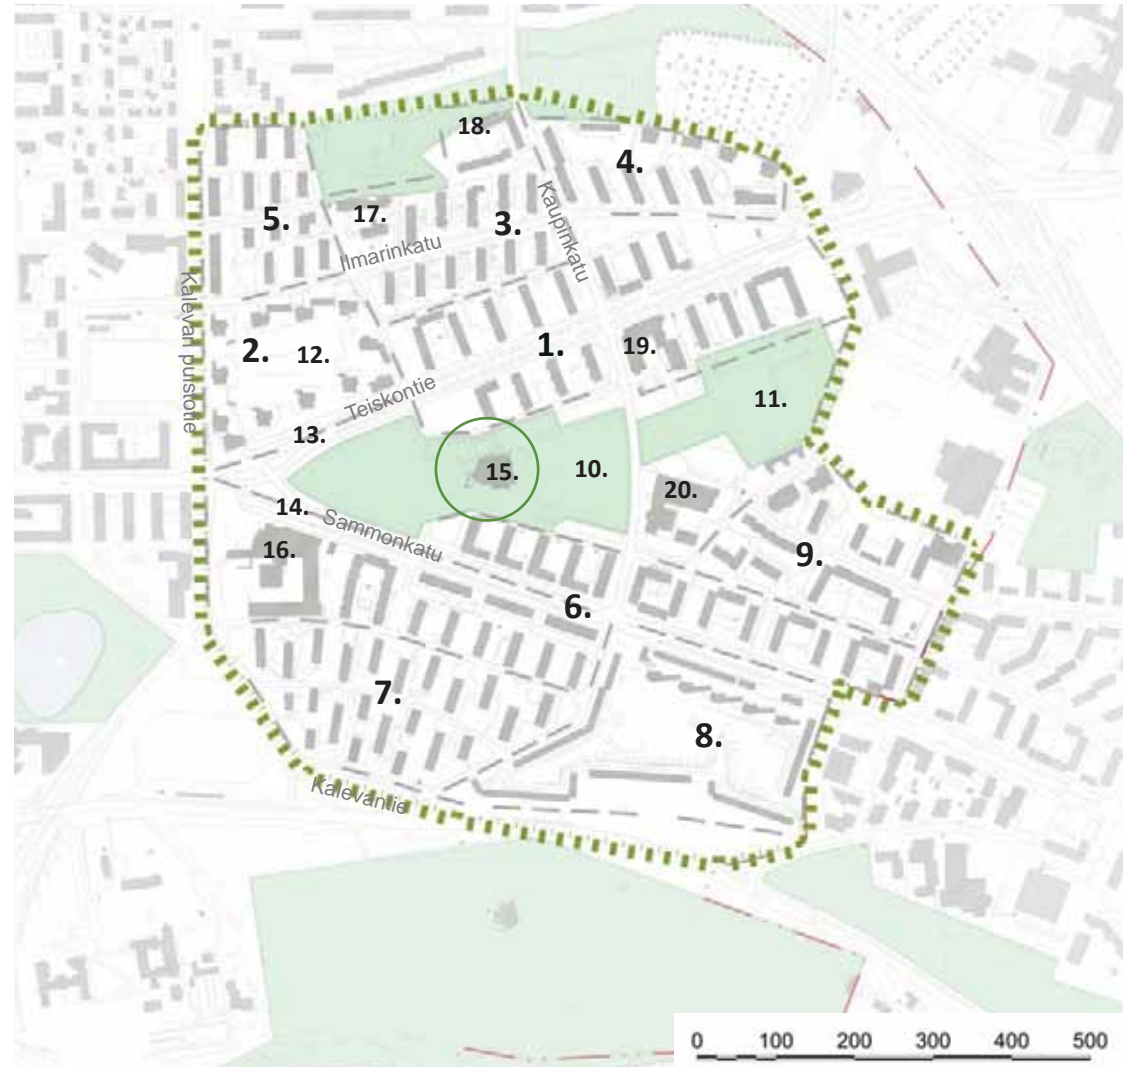 18.
4.
5.
17.
3.
Kaupinkatu
Ilmarinkatu
Kalevan puistotie
2.
12.
1.
19.
Teiskontie
11.
13.
15.
10.
14.
20.
Sammonkatu
16.
9.
6.
7.
8.
Kalevantie
0 100 200 300 400 500